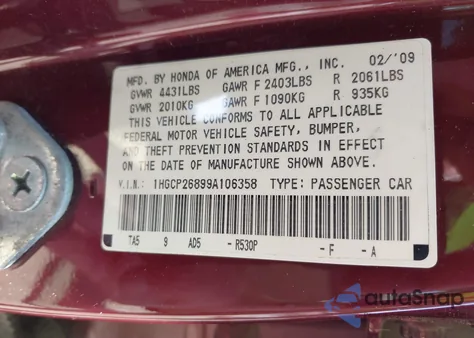 MFD. BY HONDA OF AMERICA MFG., INC. 02/'09
GVWR 4431LBS GAWR F 2403LBS R 2061LBS
GVWR 2010KG GAWR F 1090KG R 935KG
THIS VEHICLE CONFORMS TO ALL APPLICABLE
FEDERAL MOTOR VEHICLE SAFETY, BUMPER,
AND THEFT PREVENTION STANDARDS IN EFFECT
ON THE DATE OF MANUFACTURE SHOWN ABOVE.
V.I.N.: 1HGCP26899A106358 TYPE: PASSENGER CAR
TA5 9 AD5 - R530P - F - A
autoSnap